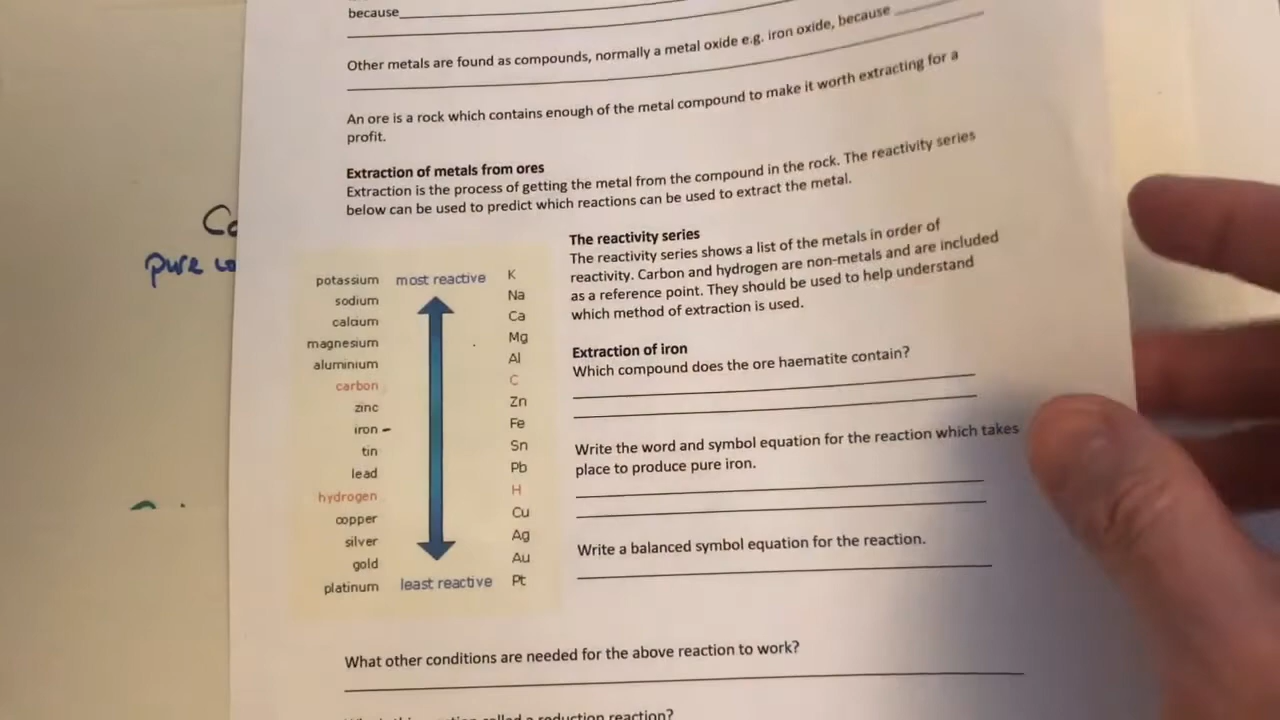 because
Other metals are found as compounds, normally a metal oxide e.g. iron oxide, because
An ore is a rock which contains enough of the metal compound to make it worth extracting for a
profit.
Extraction of metals from ores
Extraction is the process of getting the metal from the compound in the rock. The reactivity series
below can be used to predict which reactions can be used to extract the metal.
Co
pure
potassium most reactive K
sodium Na
calcium Ca
magnesium Mg
aluminium Al
carbon C
zinc Zn
iron – Fe
tin Sn
lead Pb
hydrogen H
copper Cu
silver Ag
gold Au
platinum least reactive Pt
The reactivity series
The reactivity series shows a list of the metals in order of
reactivity. Carbon and hydrogen are non-metals and are included
as a reference point. They should be used to help understand
which method of extraction is used.
Extraction of iron
Which compound does the ore haematite contain?
Write the word and symbol equation for the reaction which takes
place to produce pure iron.
Write a balanced symbol equation for the reaction.
What other conditions are needed for the above reaction to work?
called a reduction reaction?